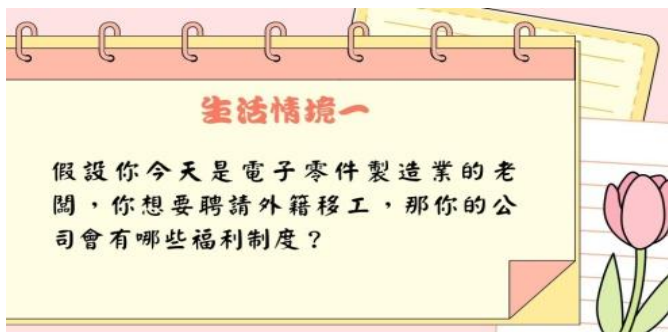 生活情境一
假設你今天是電子零件製造業的老
闆，你想要聘請外籍移工，那你的公
司會有哪些福利制度？